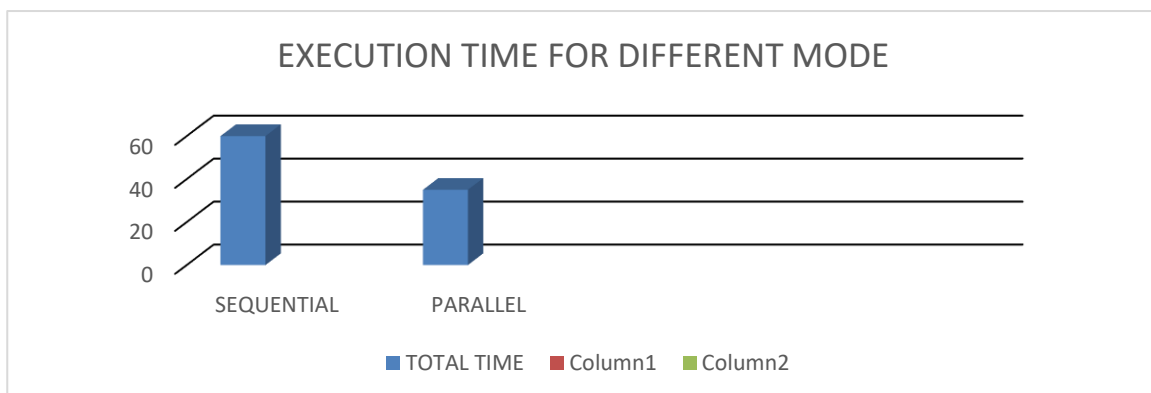 EXECUTION TIME FOR DIFFERENT MODE
60
40
20
0
SEQUENTIAL PARALLEL
TOTAL TIME Column1 Column2